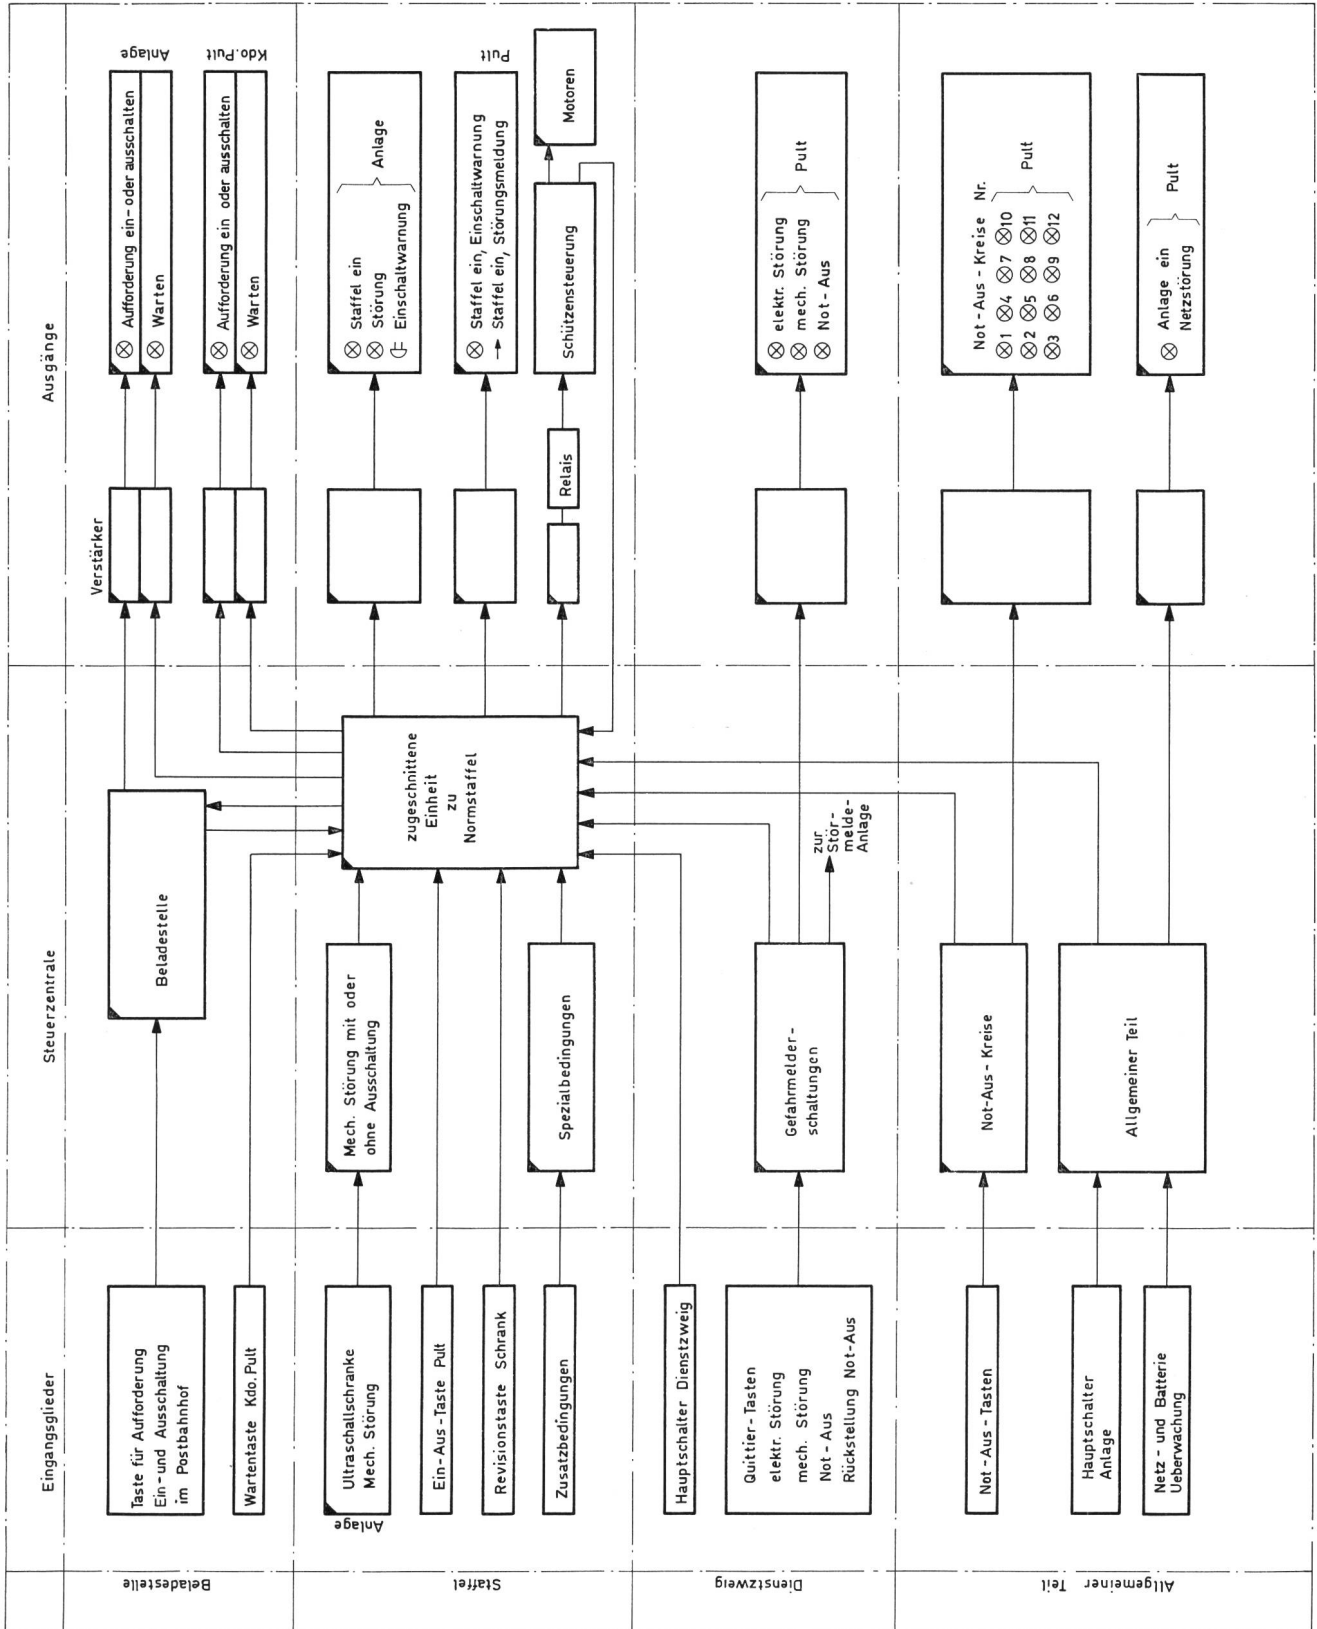 Eingangsglieder
Steuerzentrale
Ausgänge
Beladestelle
Taste für Aufforderung
Ein- und Ausschaltung
im Postbahnhof
Wartentaste Kdo. Pult
Beladestelle
Verstärker
Aufforderung ein- oder ausschalten
Warten
Anlage
Aufforderung ein oder ausschalten
Warten
Kdo. Pult
Staffel
Anlage
Ultraschallschranke
Mech. Störung
Ein-Aus-Taste Pult
Revisionstaste Schrank
Zusatzbedingungen
Mech. Störung mit oder
ohne Ausschaltung
Spezialbedingungen
zugeschnittene
Einheit
zu
Normstaffel
Relais
Staffel ein
Störung
Einschaltwarnung
Anlage
Staffel ein, Einschaltwarnung
→ Staffel ein, Störungsmeldung
Pult
Schützensteuerung
Motoren
Dienstzweig
Hauptschalter Dienstzweig
Quittier-Tasten
elektr. Störung
mech. Störung
Not-Aus
Rückstellung Not-Aus
Gefahrmelder-
schaltungen
zur
Stör-
melde-
Anlage
elektr. Störung
mech. Störung
Not-Aus
Pult
Allgemeiner Teil
Not-Aus-Tasten
Hauptschalter
Anlage
Netz- und Batterie
Ueberwachung
Not-Aus-Kreise
Allgemeiner Teil
Not-Aus-Kreise Nr.
1 4 7 10
2 5 8 11
3 6 9 12
Pult
Anlage ein
Netzstörung
Pult